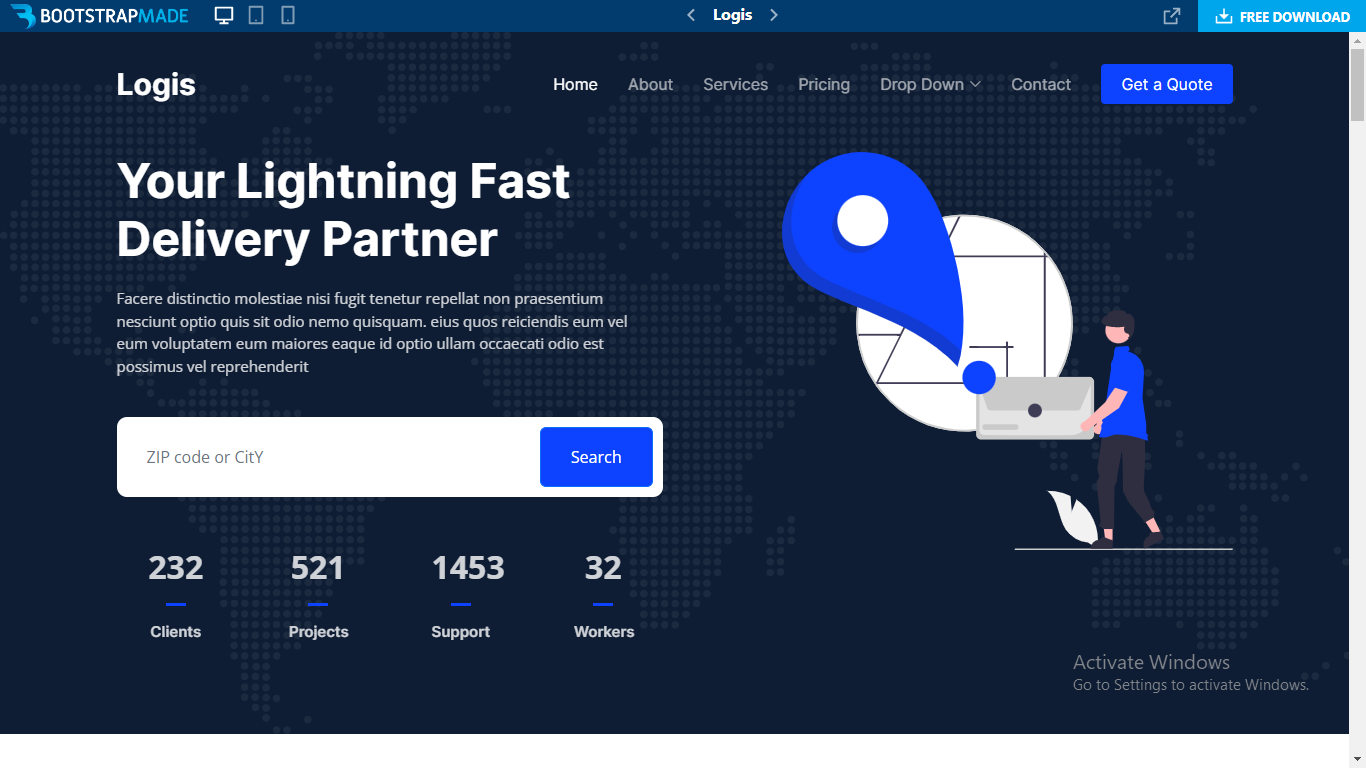 BOOTSTRAPMADE
Logis
FREE DOWNLOAD
Logis
Home About Services Pricing Drop Down Contact Get a Quote
Your Lightning Fast
Delivery Partner
Facere distinctio molestiae nisi fugit tenetur repellat non praesentium
nesciunt optio quis sit odio nemo quisquam. eius quos reiciendis eum vel
eum voluptatem eum maiores eaque id optio ullam occaecati odio est
possimus vel reprehenderit
ZIP code or CitY
Search
232 521 1453 32
Clients Projects Support Workers
Activate Windows
Go to Settings to activate Windows.